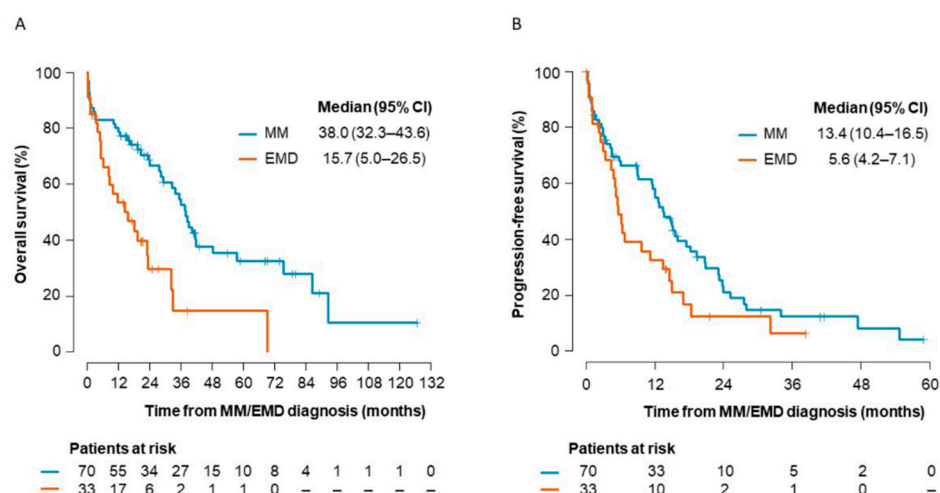 A
100
80
60
40
20
0
Overall survival (%)
Median (95% CI)
MM 38.0 (32.3–43.6)
EMD 15.7 (5.0–26.5)
0 12 24 36 48 60 72 84 96 108 120 132
Time from MM/EMD diagnosis (months)
Patients at risk
70 55 34 27 15 10 8 4 1 1 1 0
33 17 6 2 1 1 0 – – – – –
B
100
80
60
40
20
0
Progression-free survival (%)
Median (95% CI)
MM 13.4 (10.4–16.5)
EMD 5.6 (4.2–7.1)
0 12 24 36 48 60
Time from MM/EMD diagnosis (months)
Patients at risk
70 33 10 5 2 0
33 10 2 1 0 –